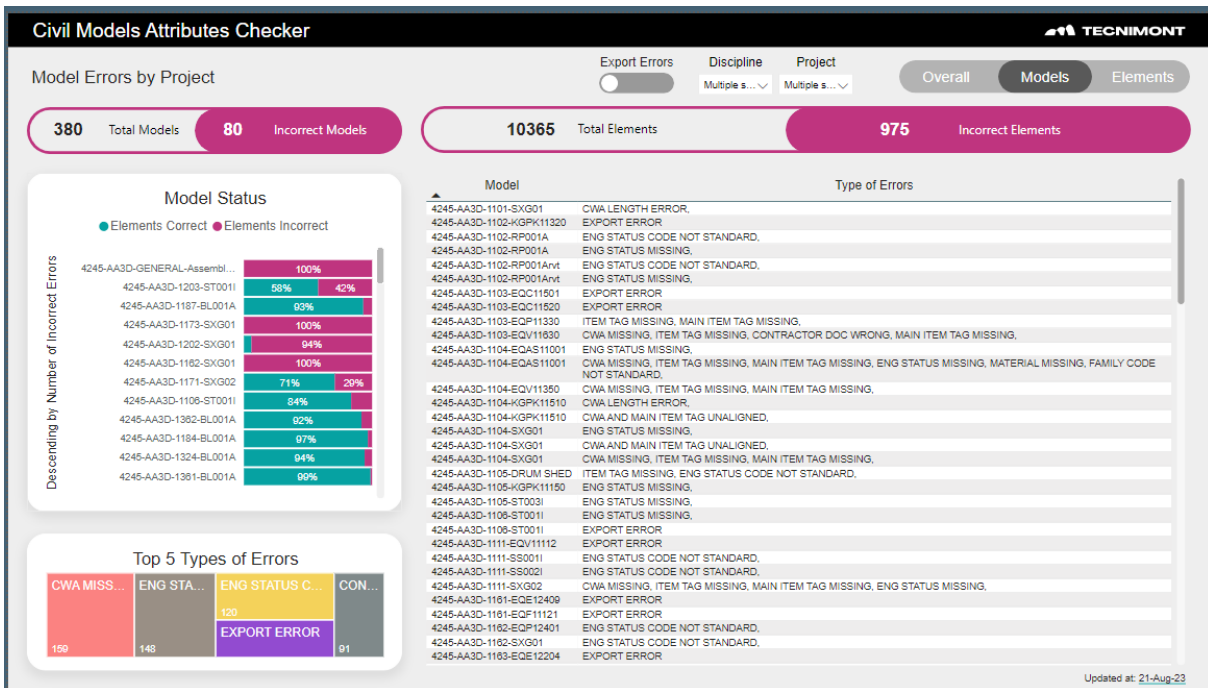 Civil Models Attributes Checker
TECNIMONT
Model Errors by Project
Export Errors
Discipline
Multiple s...
Project
Multiple s...
Overall
Models
Elements
380 Total Models
80 Incorrect Models
10365 Total Elements
975 Incorrect Elements
Model Status
Elements Correct Elements Incorrect
Descending by Number of Incorrect Errors
4245-AA3D-GENERAL-Assembl... 100%
4245-AA3D-1203-ST001I 58% 42%
4245-AA3D-1187-BL001A 93%
4245-AA3D-1173-SXG01 100%
4245-AA3D-1202-SXG01 94%
4245-AA3D-1162-SXG01 100%
4245-AA3D-1171-SXG02 71% 29%
4245-AA3D-1106-ST001I 84%
4245-AA3D-1362-BL001A 92%
4245-AA3D-1184-BL001A 97%
4245-AA3D-1324-BL001A 94%
4245-AA3D-1361-BL001A 99%
Top 5 Types of Errors
CWA MISS...
159
ENG STA...
148
ENG STATUS C...
120
EXPORT ERROR
CON...
91
Model Type of Errors
4245-AA3D-1101-SXG01 CWA LENGTH ERROR,
4245-AA3D-1102-KGPK11320 EXPORT ERROR
4245-AA3D-1102-RP001A ENG STATUS CODE NOT STANDARD,
4245-AA3D-1102-RP001A ENG STATUS MISSING,
4245-AA3D-1102-RP001Arvt ENG STATUS CODE NOT STANDARD,
4245-AA3D-1102-RP001Arvt ENG STATUS MISSING,
4245-AA3D-1103-EQC11501 EXPORT ERROR
4245-AA3D-1103-EQC11520 EXPORT ERROR
4245-AA3D-1103-EQP11330 ITEM TAG MISSING, MAIN ITEM TAG MISSING,
4245-AA3D-1103-EQV11630 CWA MISSING, ITEM TAG MISSING, CONTRACTOR DOC WRONG, MAIN ITEM TAG MISSING,
4245-AA3D-1104-EQAS11001 ENG STATUS MISSING,
4245-AA3D-1104-EQAS11001 CWA MISSING, ITEM TAG MISSING, MAIN ITEM TAG MISSING, ENG STATUS MISSING, MATERIAL MISSING, FAMILY CODE
NOT STANDARD,
4245-AA3D-1104-EQV11350 CWA MISSING, ITEM TAG MISSING, MAIN ITEM TAG MISSING,
4245-AA3D-1104-KGPK11510 CWA LENGTH ERROR,
4245-AA3D-1104-KGPK11510 CWA AND MAIN ITEM TAG UNALIGNED,
4245-AA3D-1104-SXG01 ENG STATUS MISSING,
4245-AA3D-1104-SXG01 CWA AND MAIN ITEM TAG UNALIGNED,
4245-AA3D-1104-SXG01 CWA MISSING, ITEM TAG MISSING, MAIN ITEM TAG MISSING,
4245-AA3D-1105-DRUM SHED ITEM TAG MISSING, ENG STATUS CODE NOT STANDARD,
4245-AA3D-1105-KGPK11150 ENG STATUS MISSING,
4245-AA3D-1105-ST003I ENG STATUS MISSING,
4245-AA3D-1106-ST001I ENG STATUS MISSING,
4245-AA3D-1106-ST001I EXPORT ERROR
4245-AA3D-1111-EQV11112 EXPORT ERROR
4245-AA3D-1111-SS001I ENG STATUS CODE NOT STANDARD,
4245-AA3D-1111-SS002I ENG STATUS CODE NOT STANDARD,
4245-AA3D-1111-SXG02 CWA MISSING, ITEM TAG MISSING, MAIN ITEM TAG MISSING, ENG STATUS MISSING,
4245-AA3D-1161-EQE12409 EXPORT ERROR
4245-AA3D-1161-EQF11121 EXPORT ERROR
4245-AA3D-1162-EQP12401 ENG STATUS CODE NOT STANDARD,
4245-AA3D-1162-SXG01 ENG STATUS CODE NOT STANDARD,
4245-AA3D-1163-EQE12204 EXPORT ERROR
Updated at: 21-Aug-23